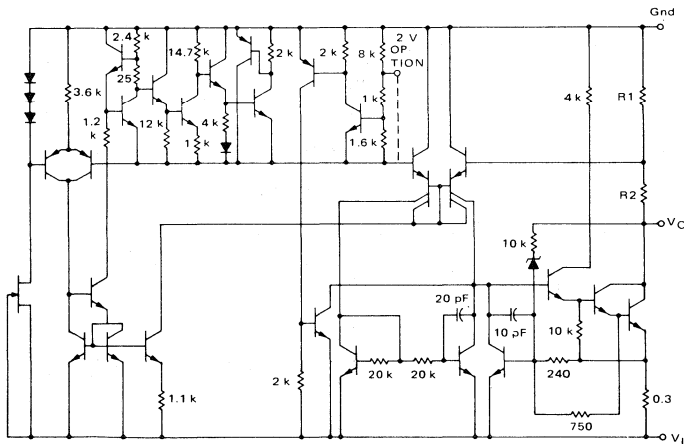 Gnd
2.4 k
14.7 k
2 k
2 k
8 k
2 V
OP
TION
25
3.6 k
1 k
4 k
R1
1.2
k
12 k
4 k
1 k
1.6 k
R2
VO
10 k
20 pF
10 pF
10 k
2 k
20 k
20 k
240
1.1 k
750
0.3
VI